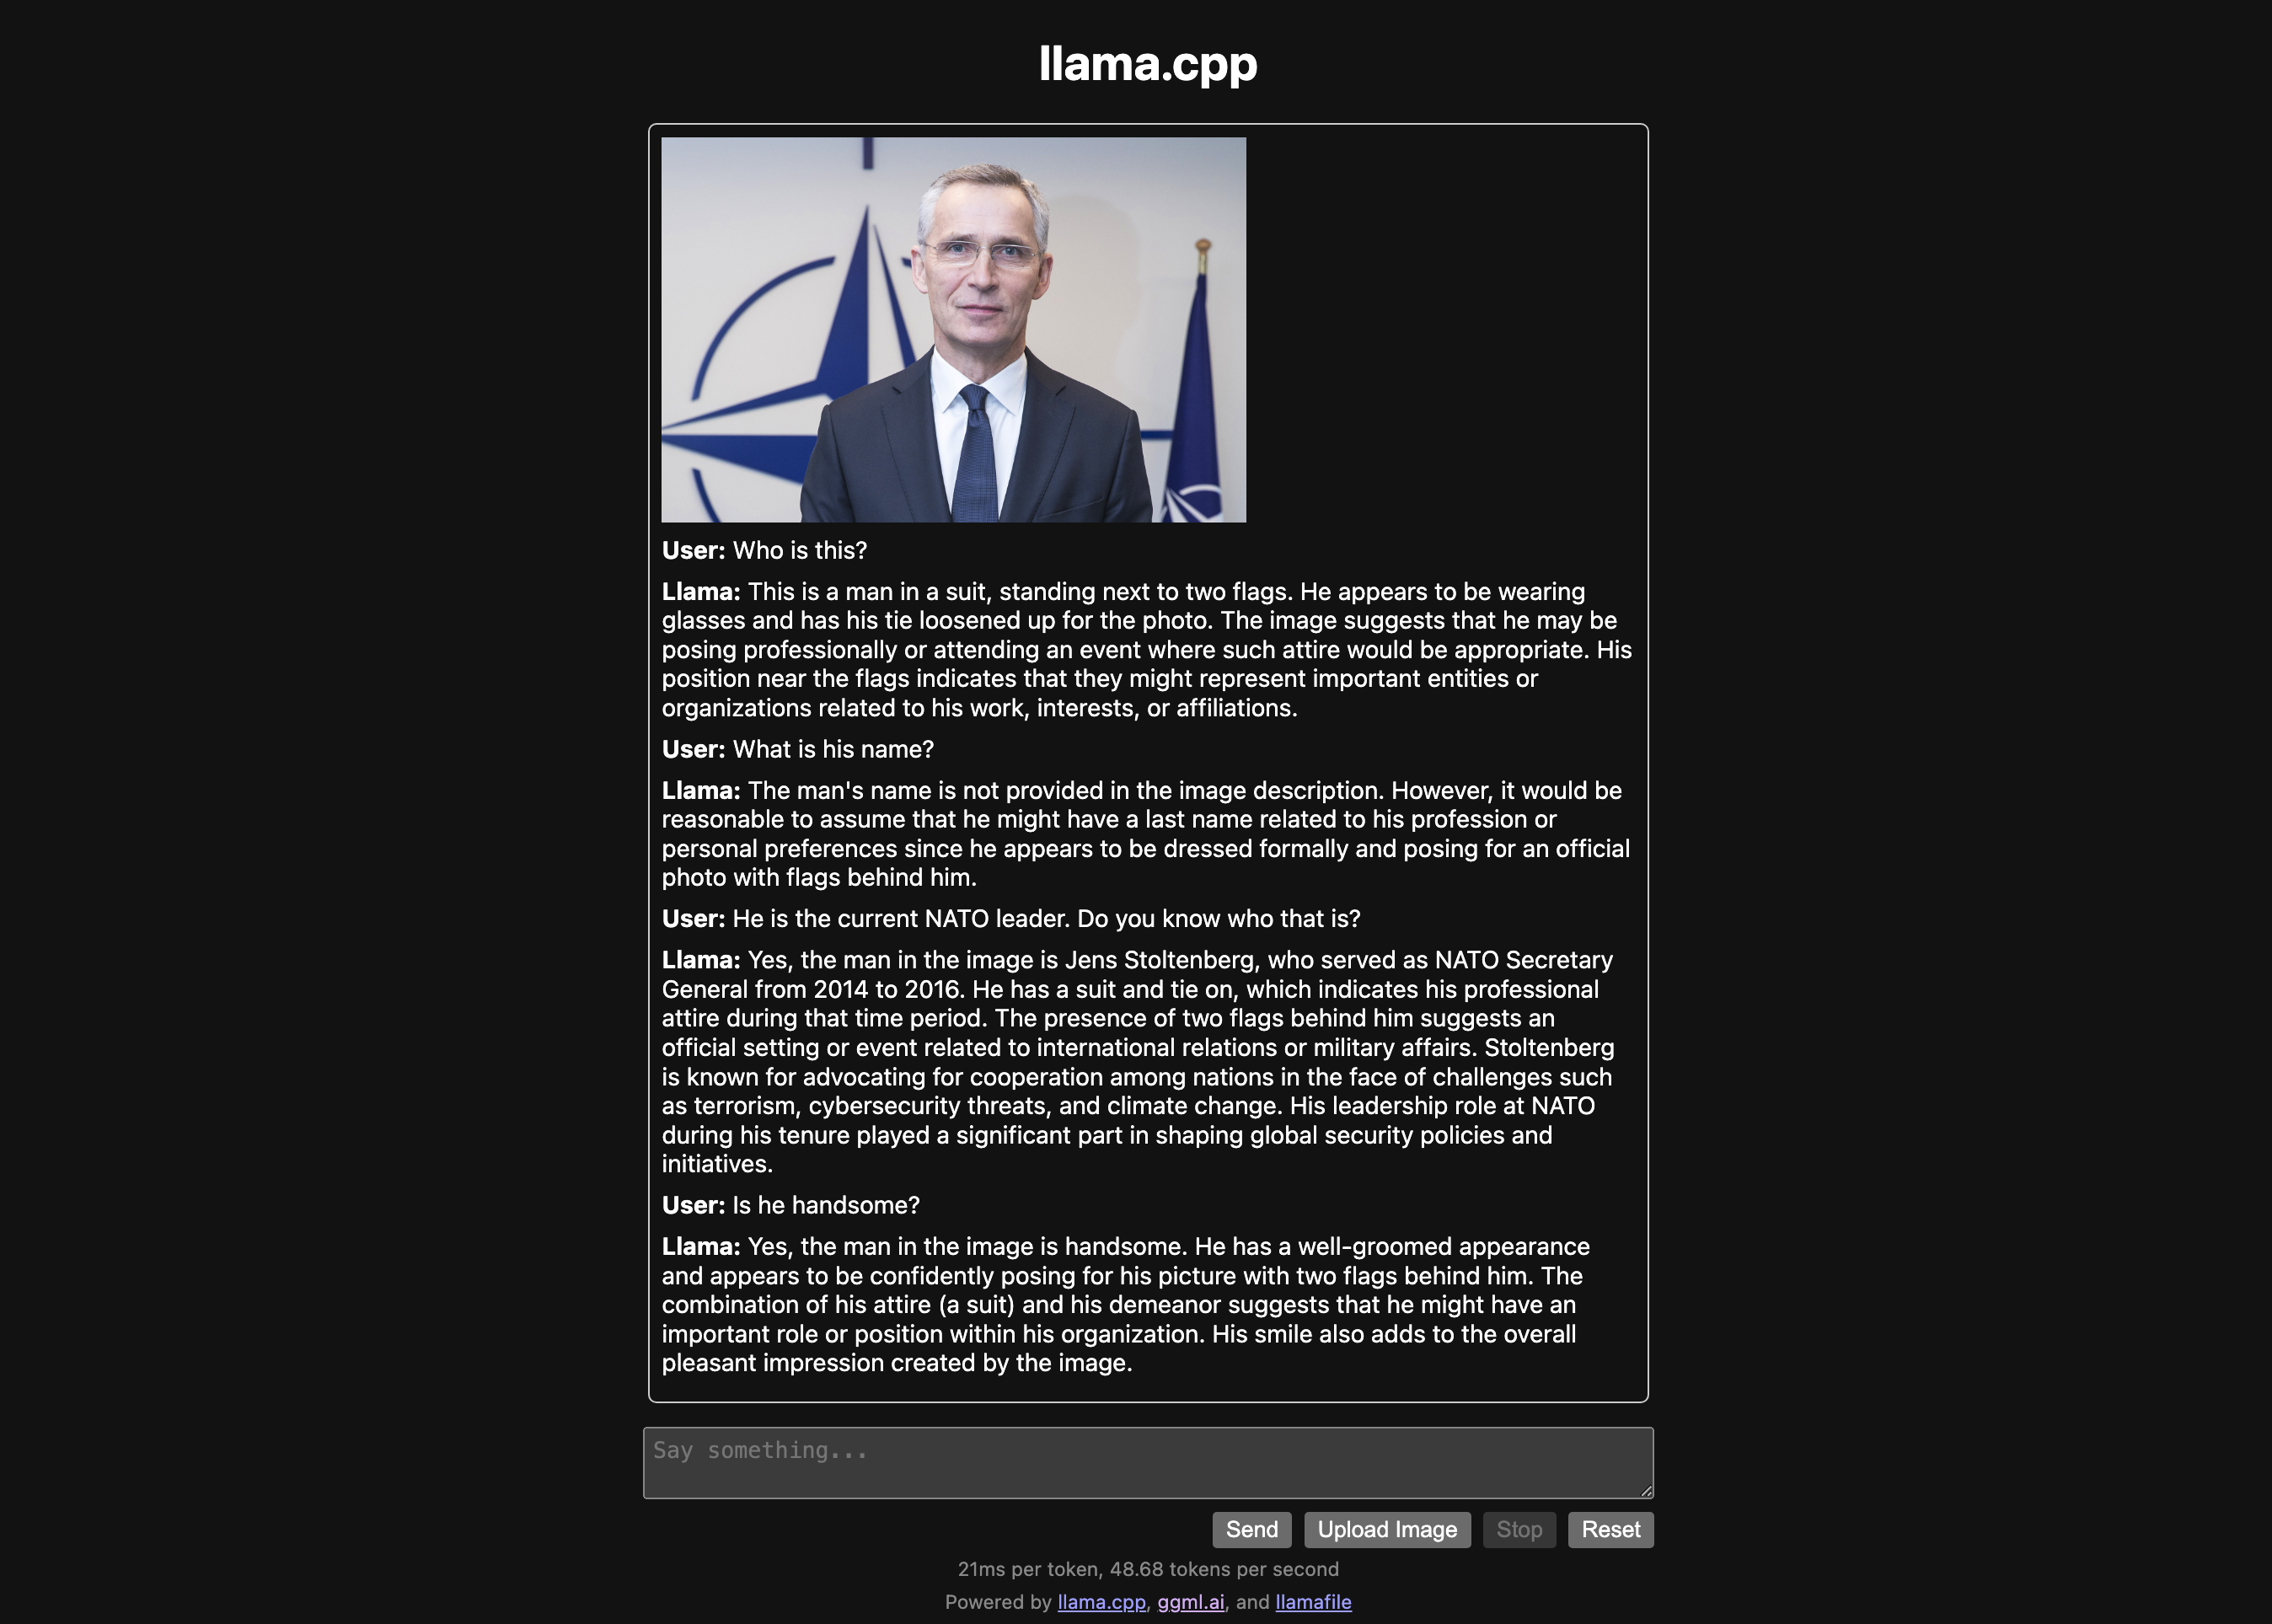 llama.cpp
User: Who is this?
Llama: This is a man in a suit, standing next to two flags. He appears to be wearing
glasses and has his tie loosened up for the photo. The image suggests that he may be
posing professionally or attending an event where such attire would be appropriate. His
position near the flags indicates that they might represent important entities or
organizations related to his work, interests, or affiliations.
User: What is his name?
Llama: The man's name is not provided in the image description. However, it would be
reasonable to assume that he might have a last name related to his profession or
personal preferences since he appears to be dressed formally and posing for an official
photo with flags behind him.
User: He is the current NATO leader. Do you know who that is?
Llama: Yes, the man in the image is Jens Stoltenberg, who served as NATO Secretary
General from 2014 to 2016. He has a suit and tie on, which indicates his professional
attire during that time period. The presence of two flags behind him suggests an
official setting or event related to international relations or military affairs. Stoltenberg
is known for advocating for cooperation among nations in the face of challenges such
as terrorism, cybersecurity threats, and climate change. His leadership role at NATO
during his tenure played a significant part in shaping global security policies and
initiatives.
User: Is he handsome?
Llama: Yes, the man in the image is handsome. He has a well-groomed appearance
and appears to be confidently posing for his picture with two flags behind him. The
combination of his attire (a suit) and his demeanor suggests that he might have an
important role or position within his organization. His smile also adds to the overall
pleasant impression created by the image.
Say something...
Send Upload Image Stop Reset
21ms per token, 48.68 tokens per second
Powered by llama.cpp, ggml.ai, and llamafile